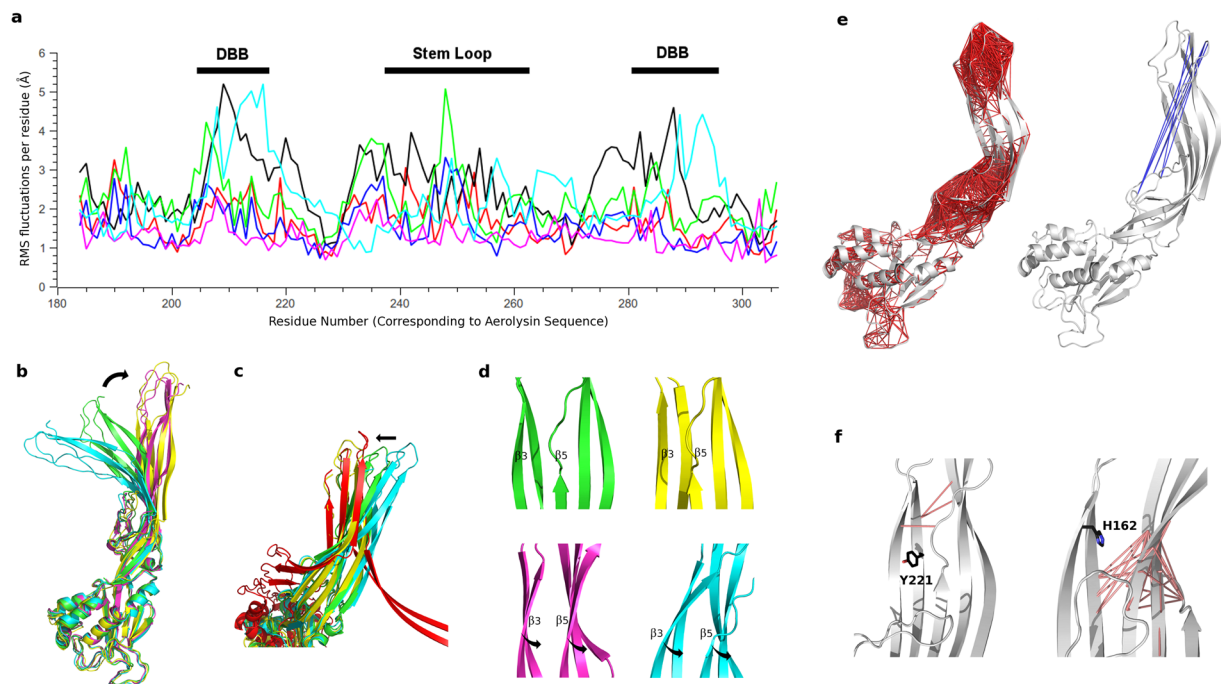 a
DBB
Stem Loop
DBB
RMS fluctuations per residue (Å)
6
5
4
3
2
1
0
180
200
220
240
260
280
300
Residue Number (Corresponding to Aerolysin Sequence)
e
b
c
d
β3
β5
β3
β5
β3
β5
β3
β5
f
Y221
H162